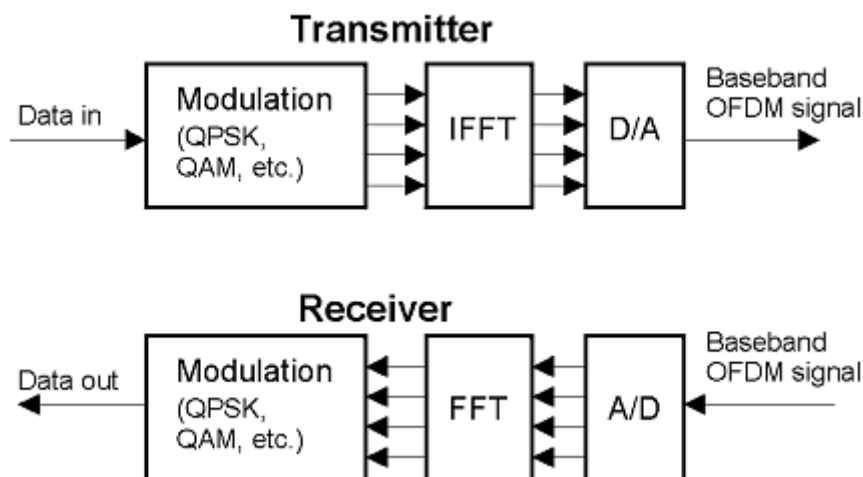 Transmitter
Data in
Modulation
(QPSK,
QAM, etc.)
IFFT
D/A
Baseband
OFDM signal
Receiver
Data out
Modulation
(QPSK,
QAM, etc.)
FFT
A/D
Baseband
OFDM signal